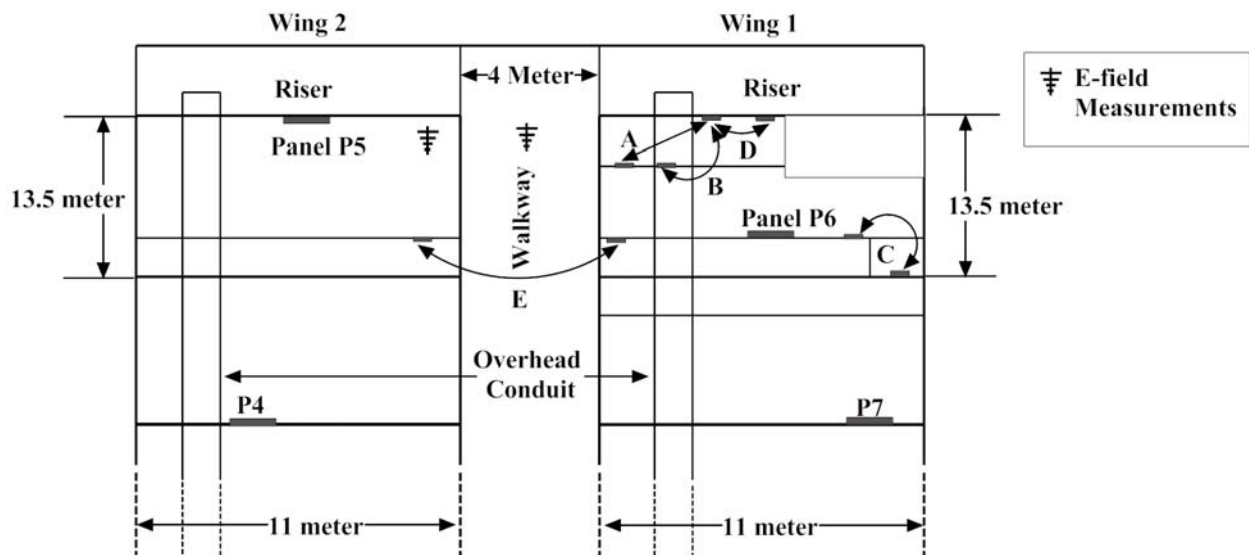 Wing 2
Wing 1
4 Meter
E-field
Measurements
Riser
Riser
Panel P5
A
D
B
13.5 meter
Walkway
Panel P6
13.5 meter
C
E
Overhead
Conduit
P4
P7
11 meter
11 meter